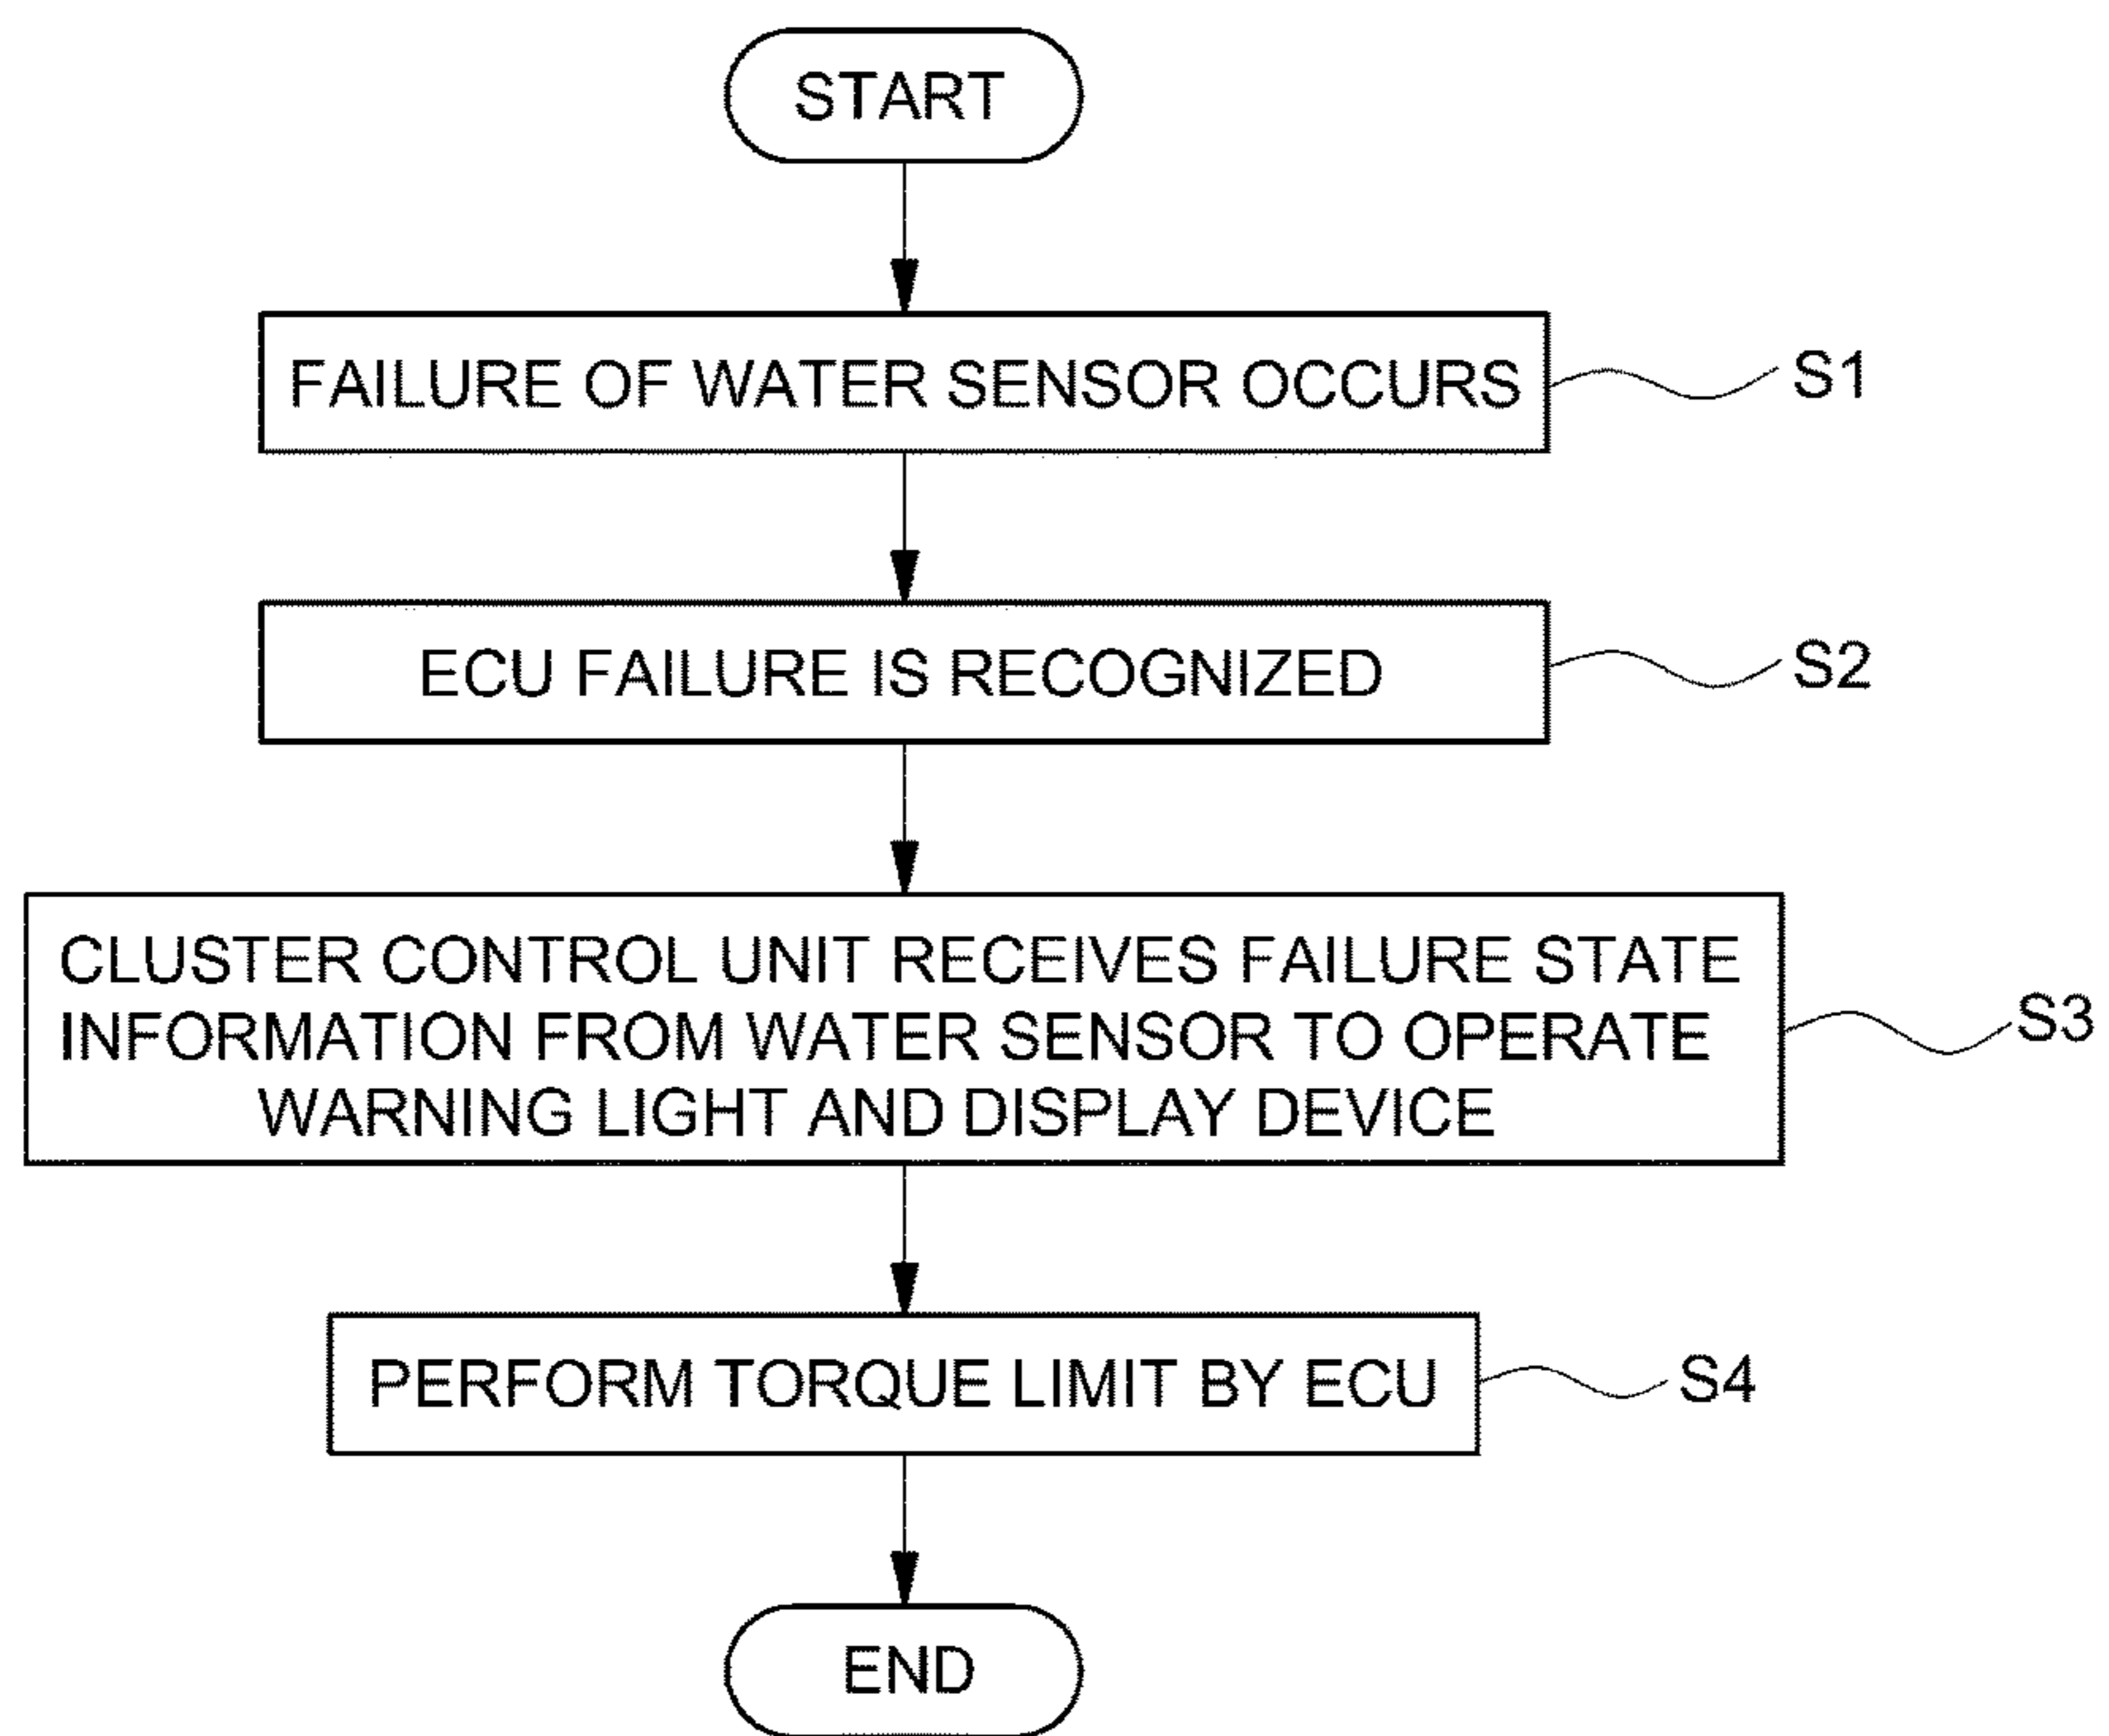 START
FAILURE OF WATER SENSOR OCCURS
S1
ECU FAILURE IS RECOGNIZED
S2
CLUSTER CONTROL UNIT RECEIVES FAILURE STATE
INFORMATION FROM WATER SENSOR TO OPERATE
WARNING LIGHT AND DISPLAY DEVICE
S3
PERFORM TORQUE LIMIT BY ECU
S4
END